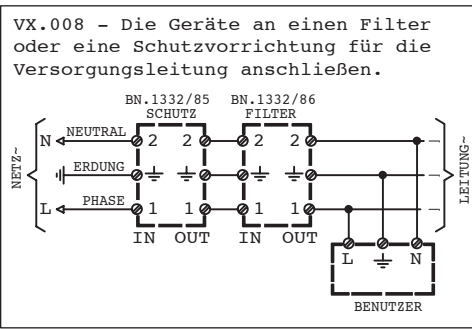 VX.008 - Die Geräte an einen Filter
oder eine Schutzvorrichtung für die
Versorgungsleitung anschließen.
BN.1332/85 BN.1332/86
SCHUTZ FILTER
NETZ~
N NEUTRAL 2 2 2 2
ERDUNG
L PHASE 1 1 1 1
IN OUT IN OUT
LEITUNG~
L N
BENUTZER